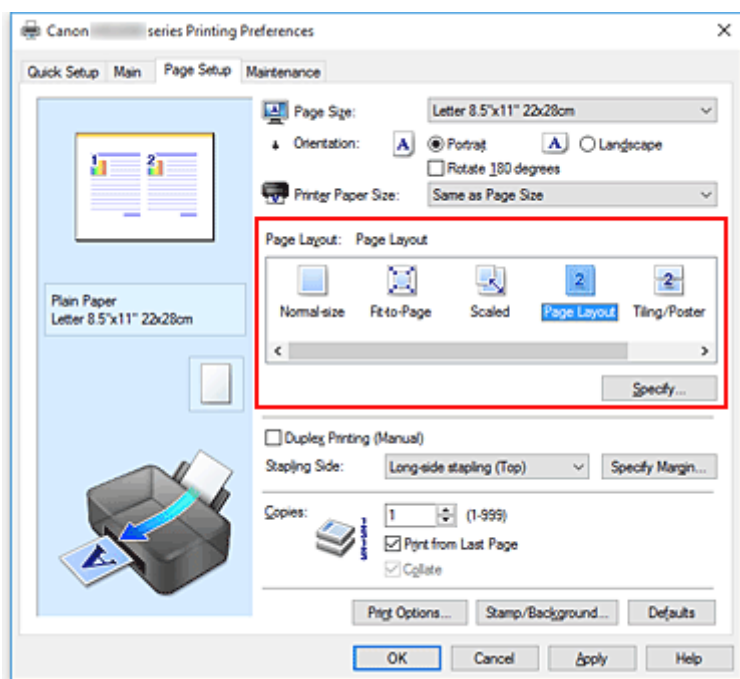 Canon series Printing Preferences
Quick Setup Main Page Setup Maintenance
Page Size: Letter 8.5"x11" 22x28cm
Orientation: A Portrait A Landscape
Rotate 180 degrees
Printer Paper Size: Same as Page Size
1 2
Page Layout: Page Layout
2 2
Normal-size Fit-to-Page Scaled Page Layout Tiling/Poster
Plain Paper
Letter 8.5"x11" 22x28cm
Specify...
Duplex Printing (Manual)
Stapling Side: Long-side stapling (Top) Specify Margin...
Copies: 1 (1-999)
Print from Last Page
Collate
A
Print Options... Stamp/Background... Defaults
OK Cancel Apply Help